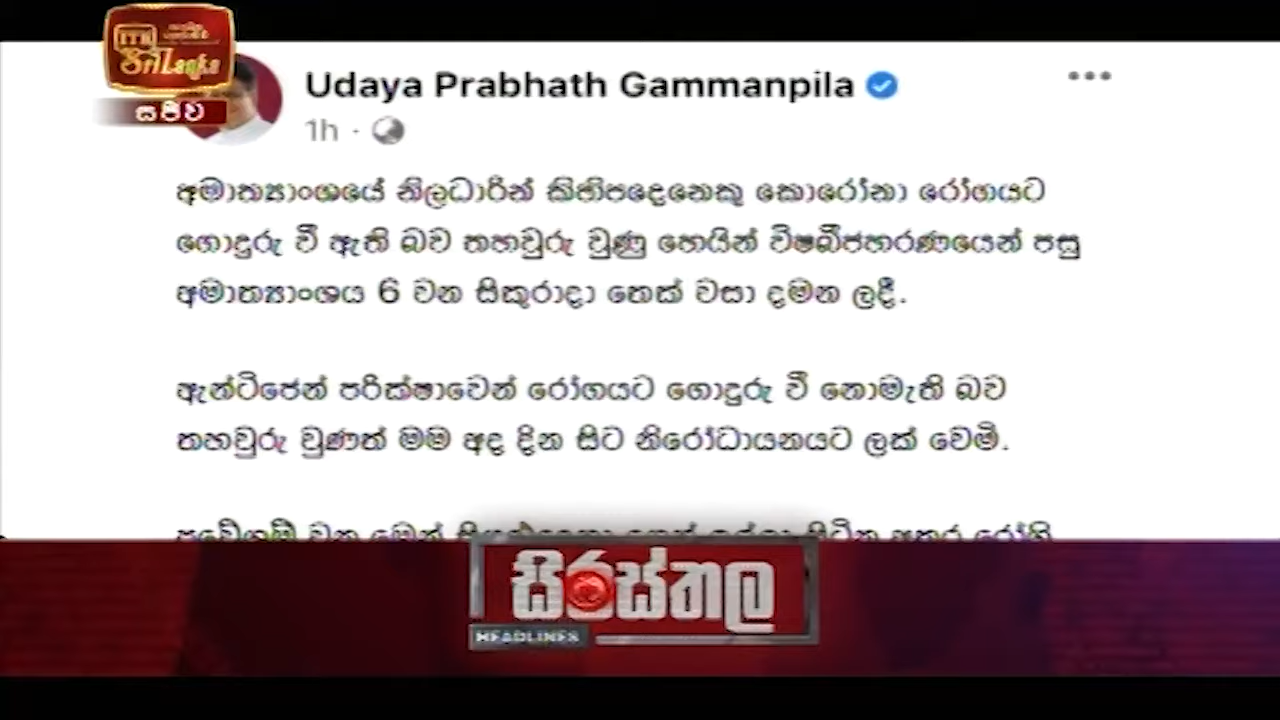 ITN
Sri Lanka
සජීව
Udaya Prabhath Gammanpila
1h ·
අමාත්‍යාංශයේ නිලධාරින් කිහිපදෙනෙකු කොරෝනා රෝගයට
ගොදුරු වී ඇති බව තහවුරු වුණු හෙයින් විෂබීජහරණයෙන් පසු
අමාත්‍යාංශය 6 වන සිකුරාදා තෙක් වසා දමන ලදී.
ඇන්ටිජේන් පරික්ෂාවෙන් රෝගයට ගොදුරු වී නොමැති බව
තහවුරු වුණත් මම අද දින සිට නිරෝධායනයට ලක් වෙමි.
සිරස්තල
HEADLINES